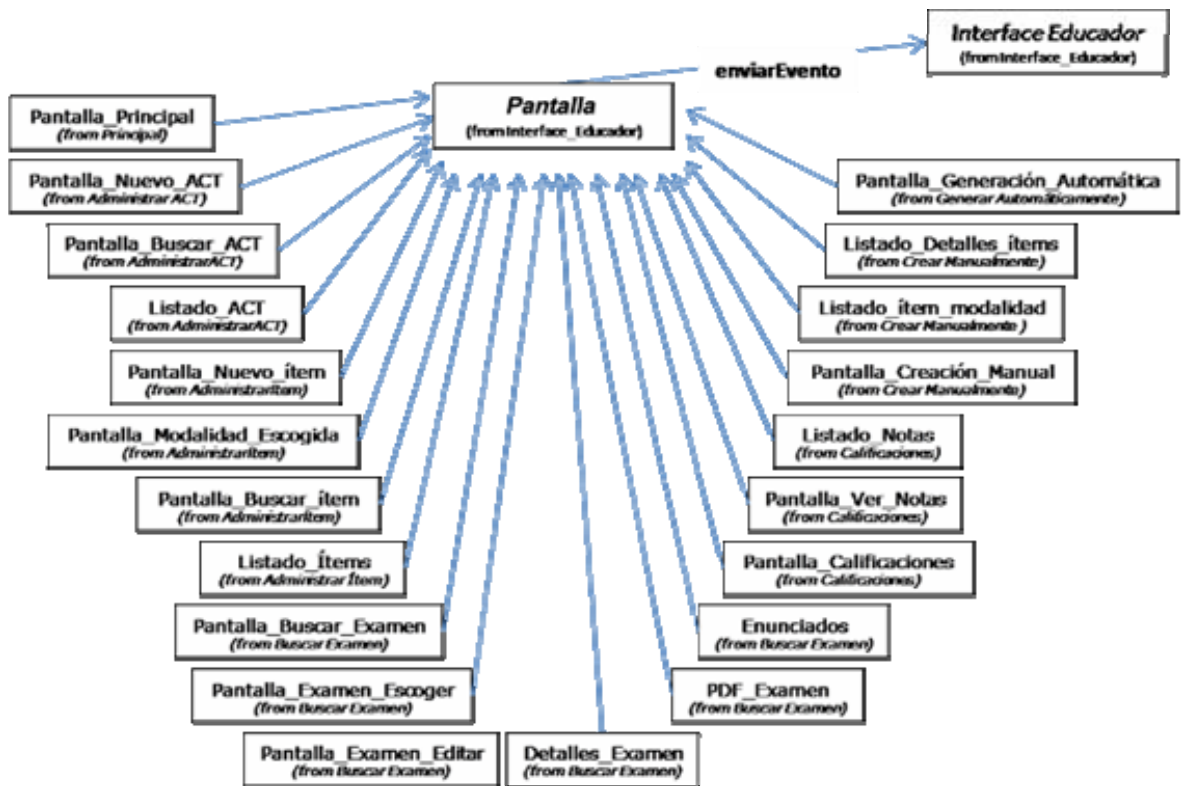 Interface Educador
(from Interface_Educador)
enviarEvento
Pantalla
(from Interface_Educador)
Pantalla_Principal
(from Principal)
Pantalla_Nuevo_ACT
(from Administrar ACT)
Pantalla_Buscar_ACT
(from AdministrarACT)
Listado_ACT
(from AdministrarACT)
Pantalla_Nuevo_ítem
(from AdministrarÍtem)
Pantalla_Modalidad_Escogida
(from AdministrarÍtem)
Pantalla_Buscar_ítem
(from AdministrarÍtem)
Listado_Ítems
(from Administrar Ítem)
Pantalla_Buscar_Examen
(from Buscar Examen)
Pantalla_Examen_Escoger
(from Buscar Examen)
Pantalla_Examen_Editar
(from Buscar Examen)
Detalles_Examen
(from Buscar Examen)
Pantalla_Generación_Automática
(from Generar Automáticamente)
Listado_Detalles_ítems
(from Crear Manualmente)
Listado_ítem_modalidad
(from Crear Manualmente )
Pantalla_Creación_Manual
(from Crear Manualmente)
Listado_Notas
(from Calificaciones)
Pantalla_Ver_Notas
(from Calificaciones)
Pantalla_Calificaciones
(from Calificaciones)
Enunciados
(from Buscar Examen)
PDF_Examen
(from Buscar Examen)